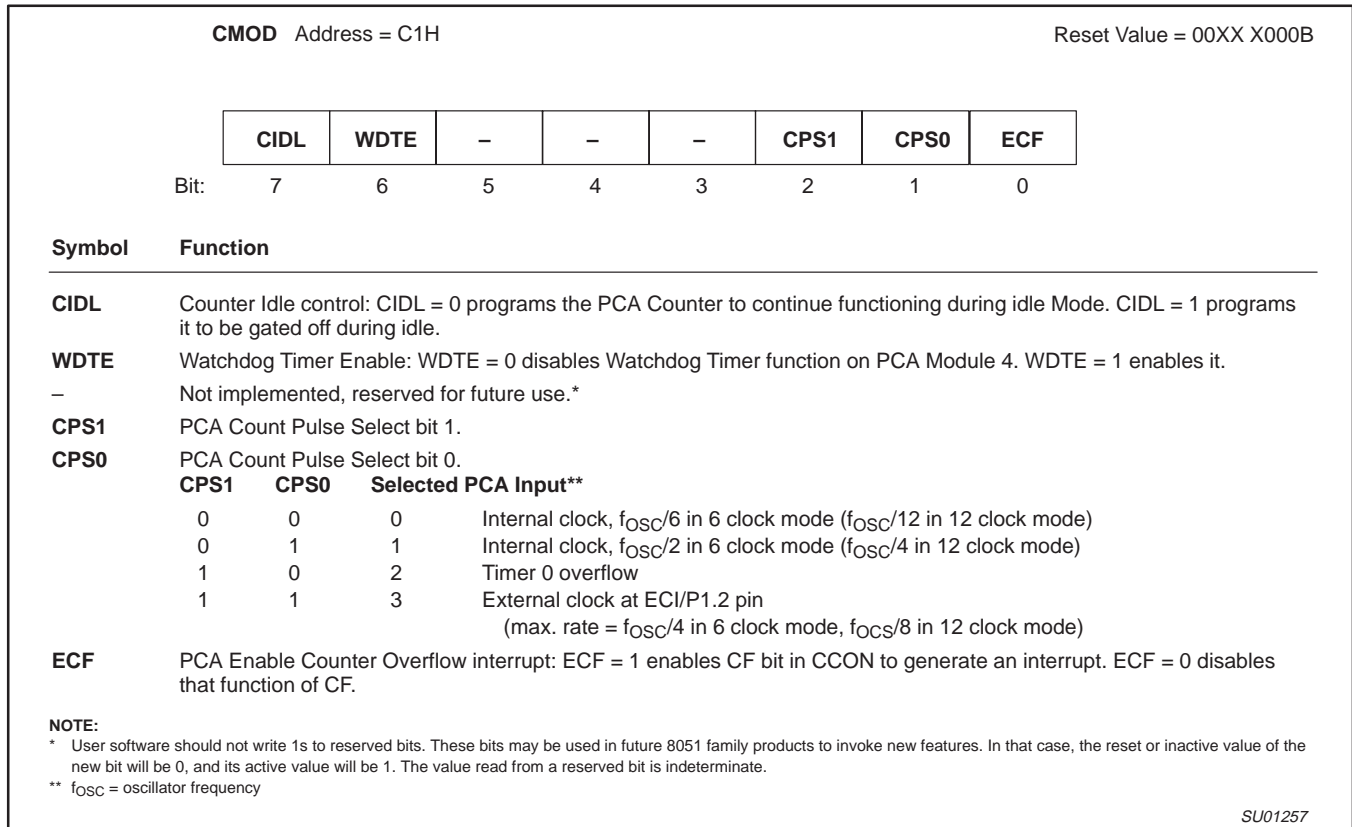 CMOD Address = C1H Reset Value = 00XX X000B
CIDL WDTE – – – CPS1 CPS0 ECF
Bit: 7 6 5 4 3 2 1 0
Symbol Function
CIDL Counter Idle control: CIDL = 0 programs the PCA Counter to continue functioning during idle Mode. CIDL = 1 programs
it to be gated off during idle.
WDTE Watchdog Timer Enable: WDTE = 0 disables Watchdog Timer function on PCA Module 4. WDTE = 1 enables it.
– Not implemented, reserved for future use.*
CPS1 PCA Count Pulse Select bit 1.
CPS0 PCA Count Pulse Select bit 0.
CPS1 CPS0 Selected PCA Input**
0 0 0 Internal clock, fOSC/6 in 6 clock mode (fOSC/12 in 12 clock mode)
0 1 1 Internal clock, fOSC/2 in 6 clock mode (fOSC/4 in 12 clock mode)
1 0 2 Timer 0 overflow
1 1 3 External clock at ECI/P1.2 pin
(max. rate = fOSC/4 in 6 clock mode, fOCS/8 in 12 clock mode)
ECF PCA Enable Counter Overflow interrupt: ECF = 1 enables CF bit in CCON to generate an interrupt. ECF = 0 disables
that function of CF.
NOTE:
* User software should not write 1s to reserved bits. These bits may be used in future 8051 family products to invoke new features. In that case, the reset or inactive value of the
new bit will be 0, and its active value will be 1. The value read from a reserved bit is indeterminate.
** fOSC = oscillator frequency
SU01257